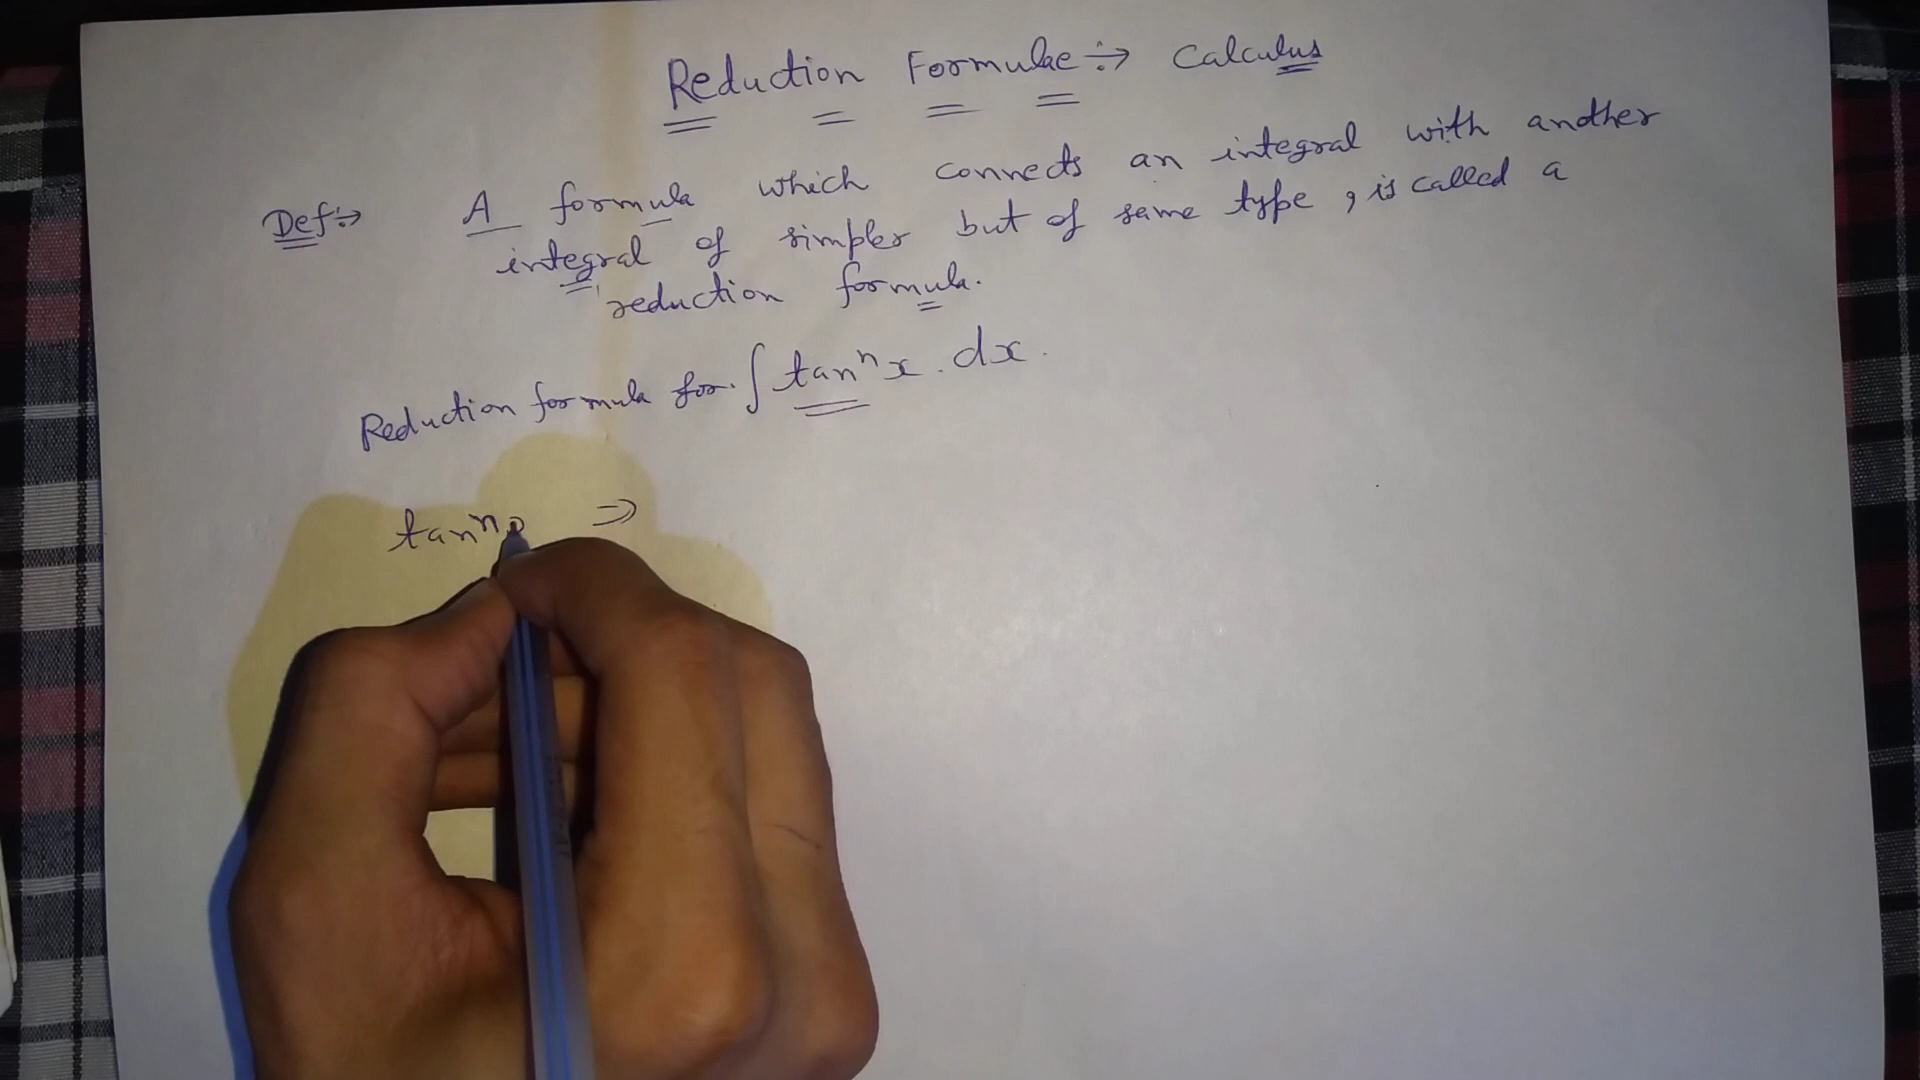 Reduction Formulae ÷→ Calculus
Def:→ A formula which connects an integral with another
integral of simpler but of same type, is called a
reduction formula.
Reduction formula for ∫ tanⁿx . dx.
tanⁿ ⇒